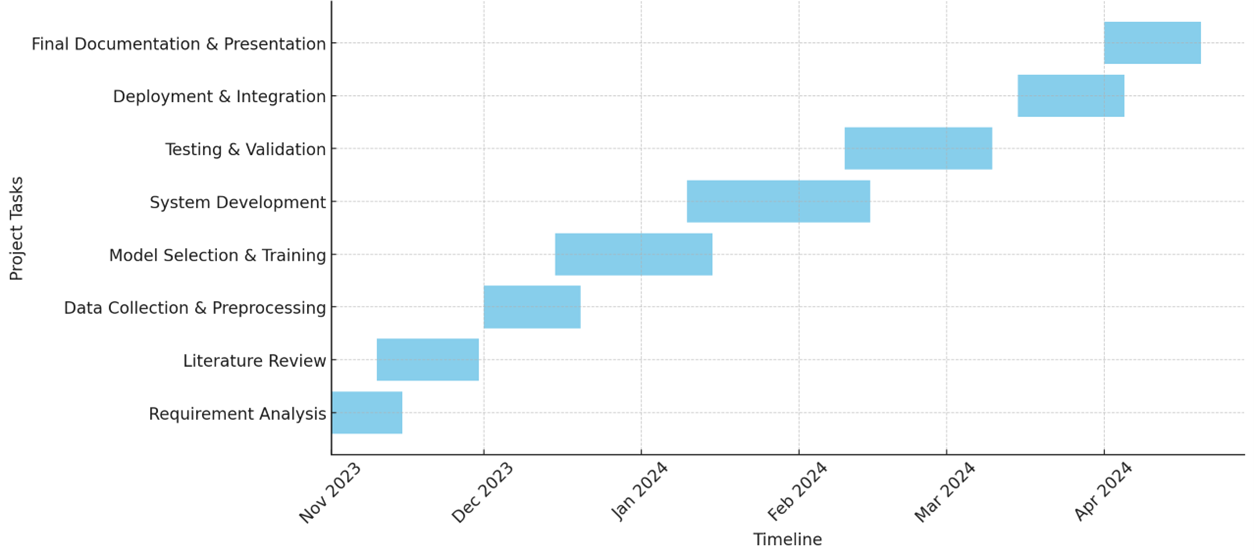 Final Documentation & Presentation
Deployment & Integration
Testing & Validation
System Development
Model Selection & Training
Data Collection & Preprocessing
Literature Review
Requirement Analysis
Project Tasks
Nov 2023
Dec 2023
Jan 2024
Feb 2024
Mar 2024
Apr 2024
Timeline